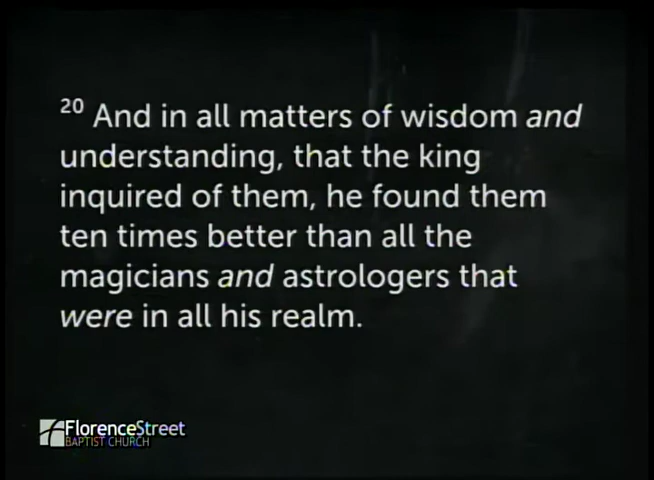 20 And in all matters of wisdom and
understanding, that the king
inquired of them, he found them
ten times better than all the
magicians and astrologers that
were in all his realm.
FlorenceStreet
BAPTIST CHURCH